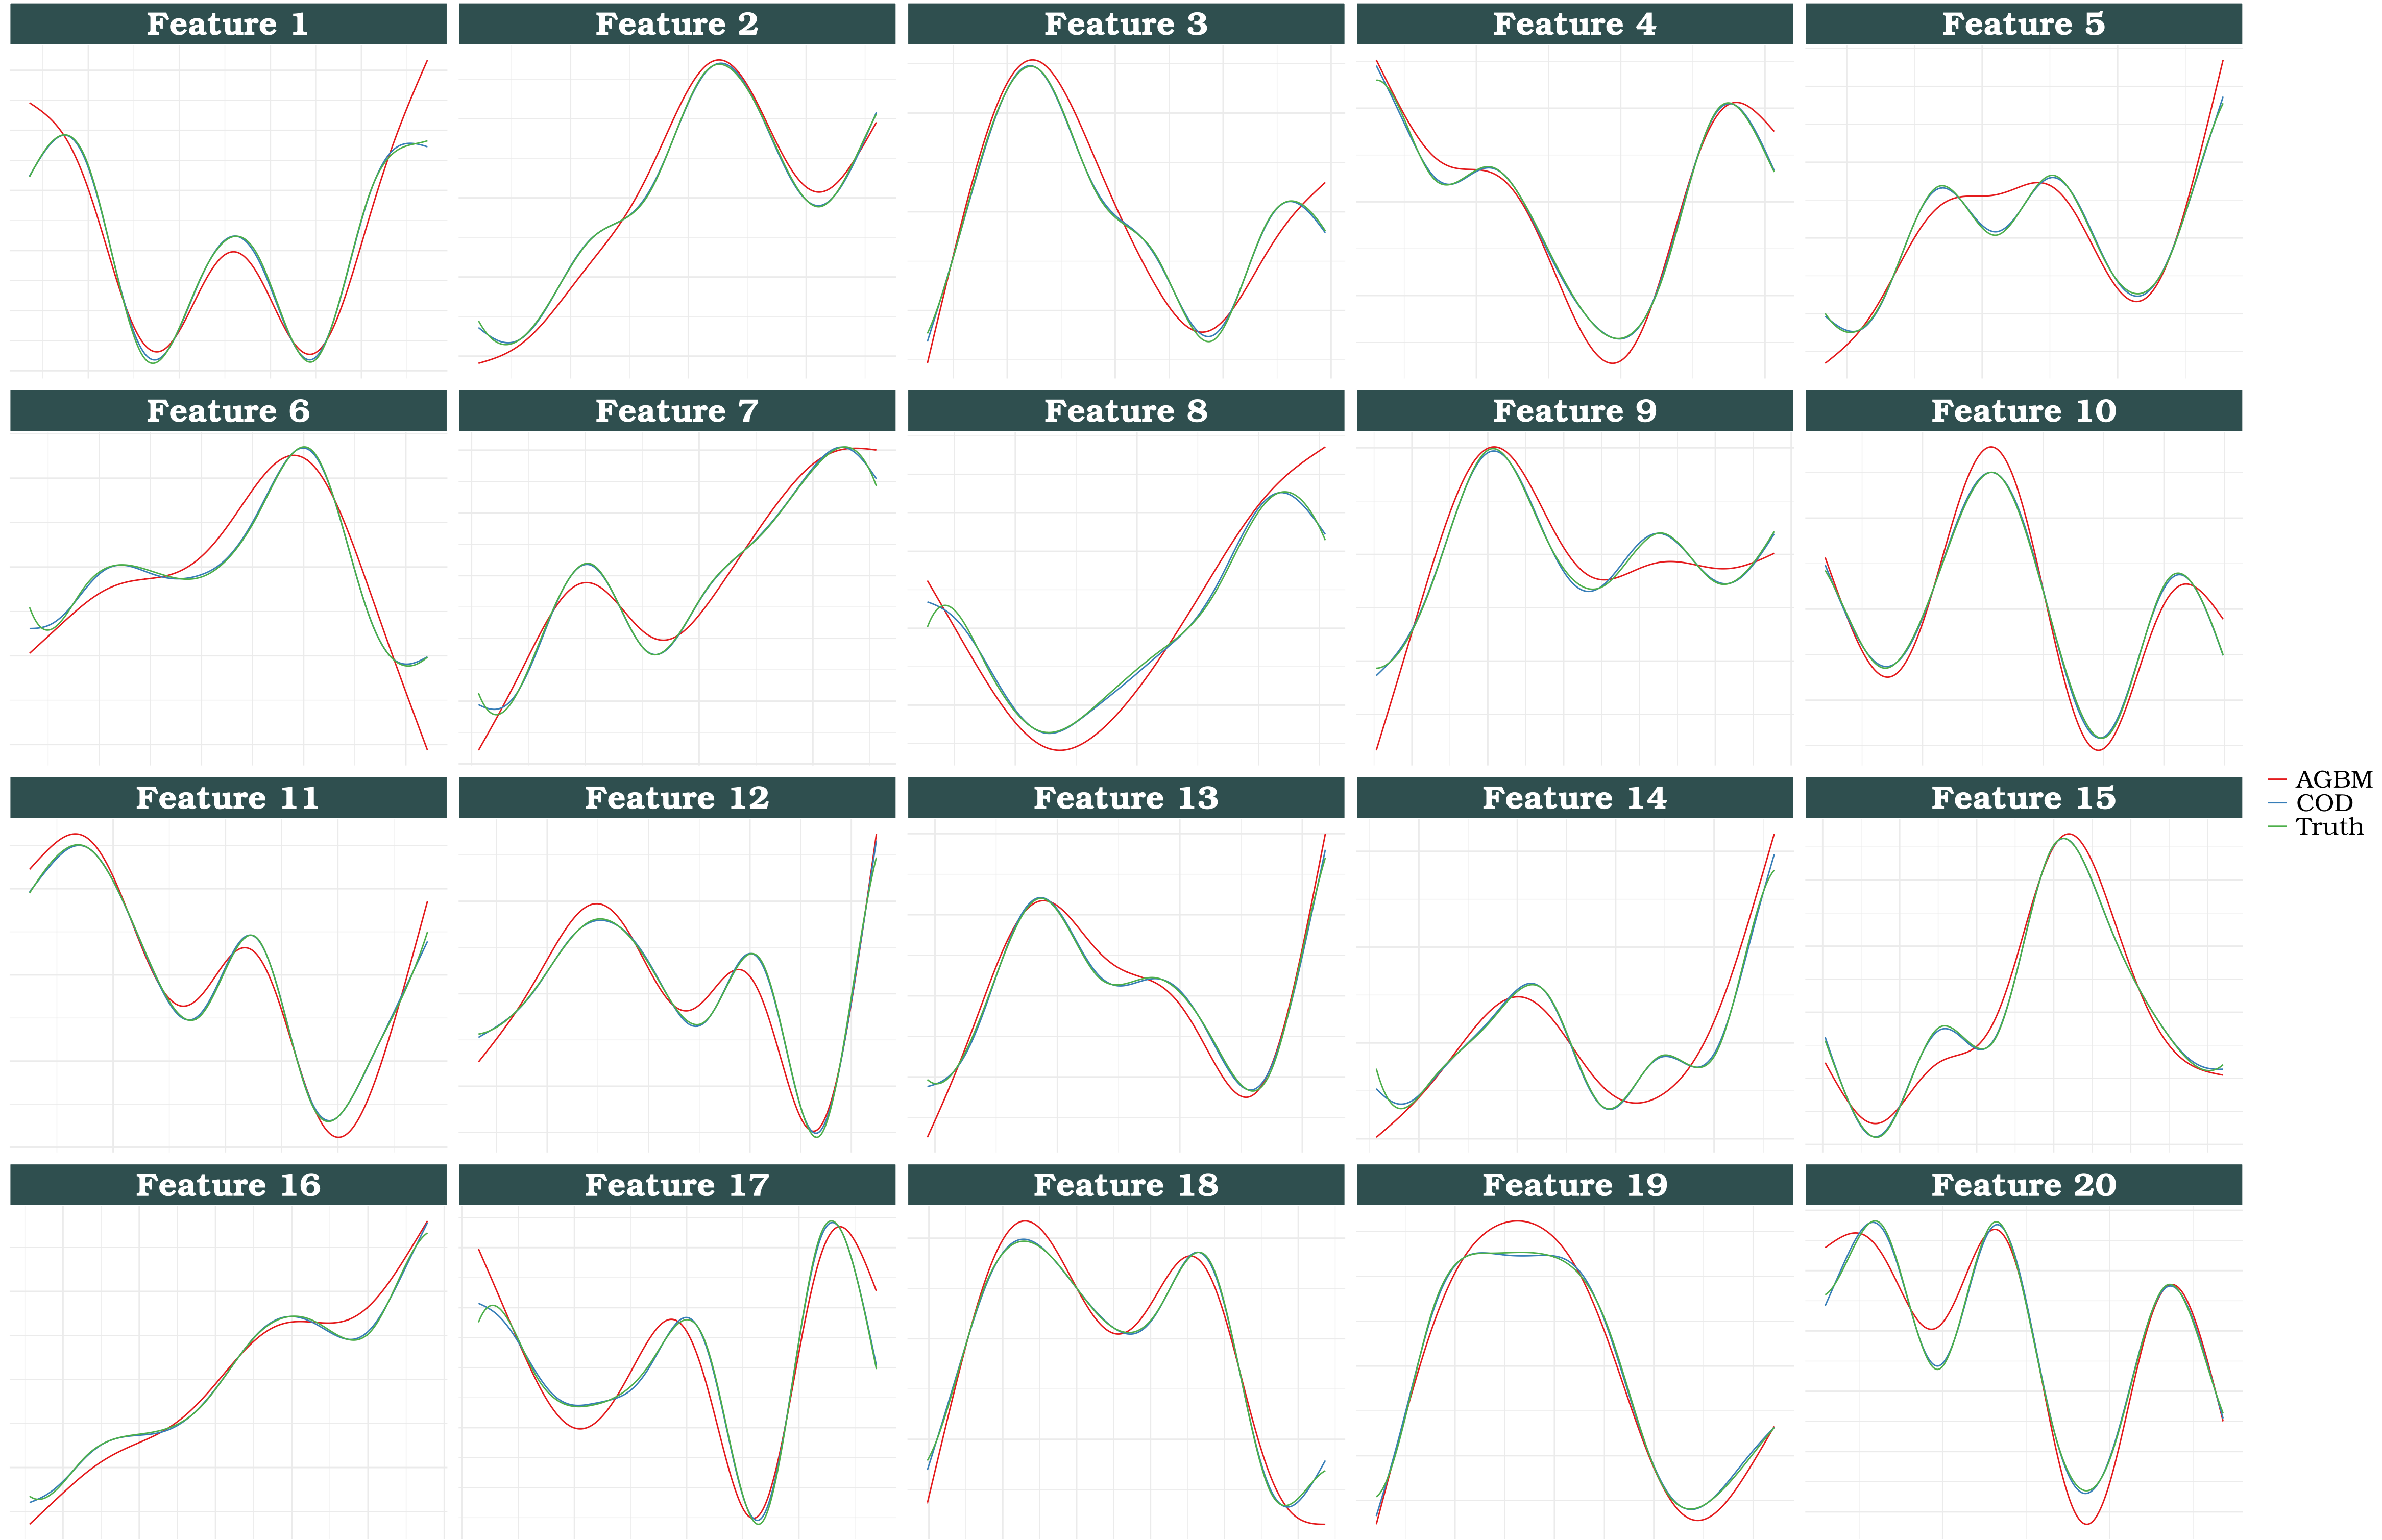 Feature 1
Feature 2
Feature 3
Feature 4
Feature 5
Feature 6
Feature 7
Feature 8
Feature 9
Feature 10
Feature 11
Feature 12
Feature 13
Feature 14
Feature 15
Feature 16
Feature 17
Feature 18
Feature 19
Feature 20
AGBM
COD
Truth